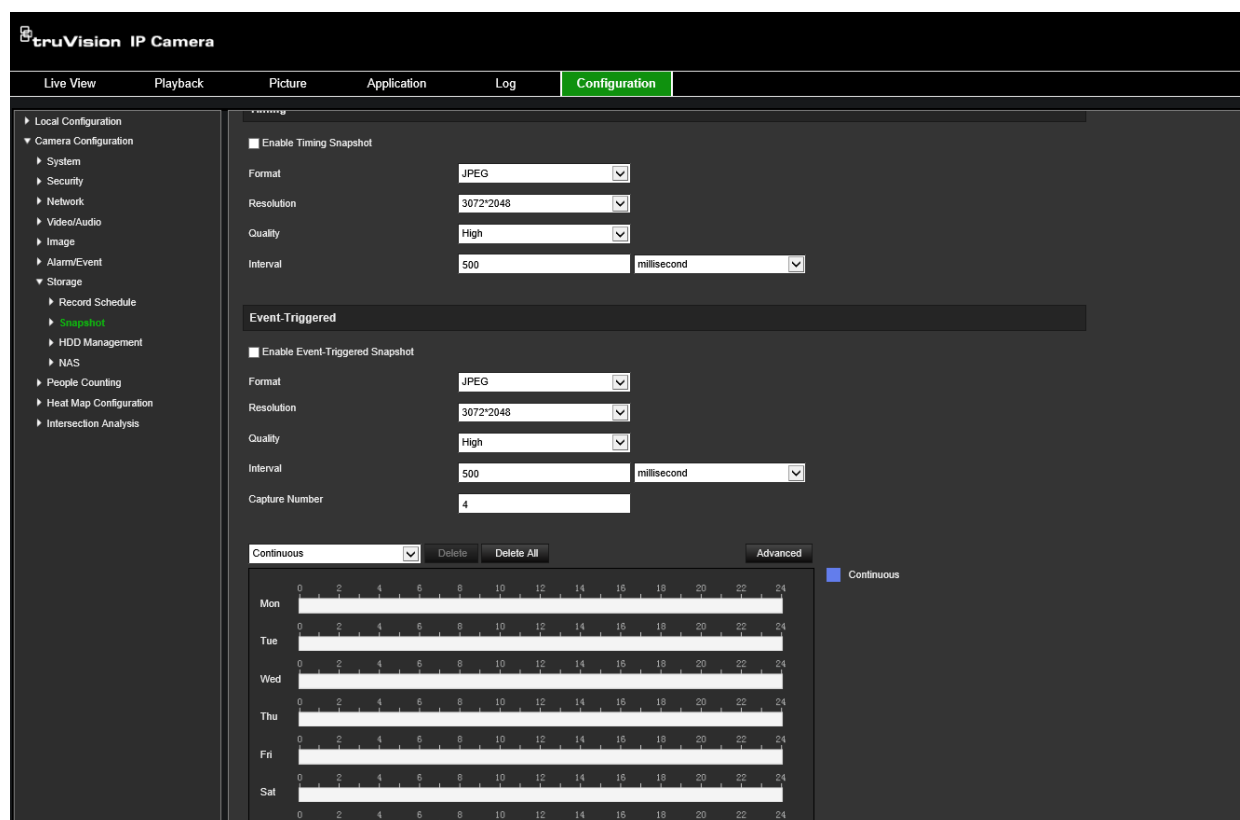 truVision IP Camera
Live View Playback Picture Application Log Configuration
Local Configuration
Camera Configuration
System
Security
Network
Video/Audio
Image
Alarm/Event
Storage
Record Schedule
Snapshot
HDD Management
NAS
People Counting
Heat Map Configuration
Intersection Analysis
Timing
Enable Timing Snapshot
Format JPEG
Resolution 3072*2048
Quality High
Interval 500 millisecond
Event-Triggered
Enable Event-Triggered Snapshot
Format JPEG
Resolution 3072*2048
Quality High
Interval 500 millisecond
Capture Number 4
Continuous Delete Delete All Advanced
Continuous
0 2 4 6 8 10 12 14 16 18 20 22 24
Mon
0 2 4 6 8 10 12 14 16 18 20 22 24
Tue
0 2 4 6 8 10 12 14 16 18 20 22 24
Wed
0 2 4 6 8 10 12 14 16 18 20 22 24
Thu
0 2 4 6 8 10 12 14 16 18 20 22 24
Fri
0 2 4 6 8 10 12 14 16 18 20 22 24
Sat
0 2 4 6 8 10 12 14 16 18 20 22 24